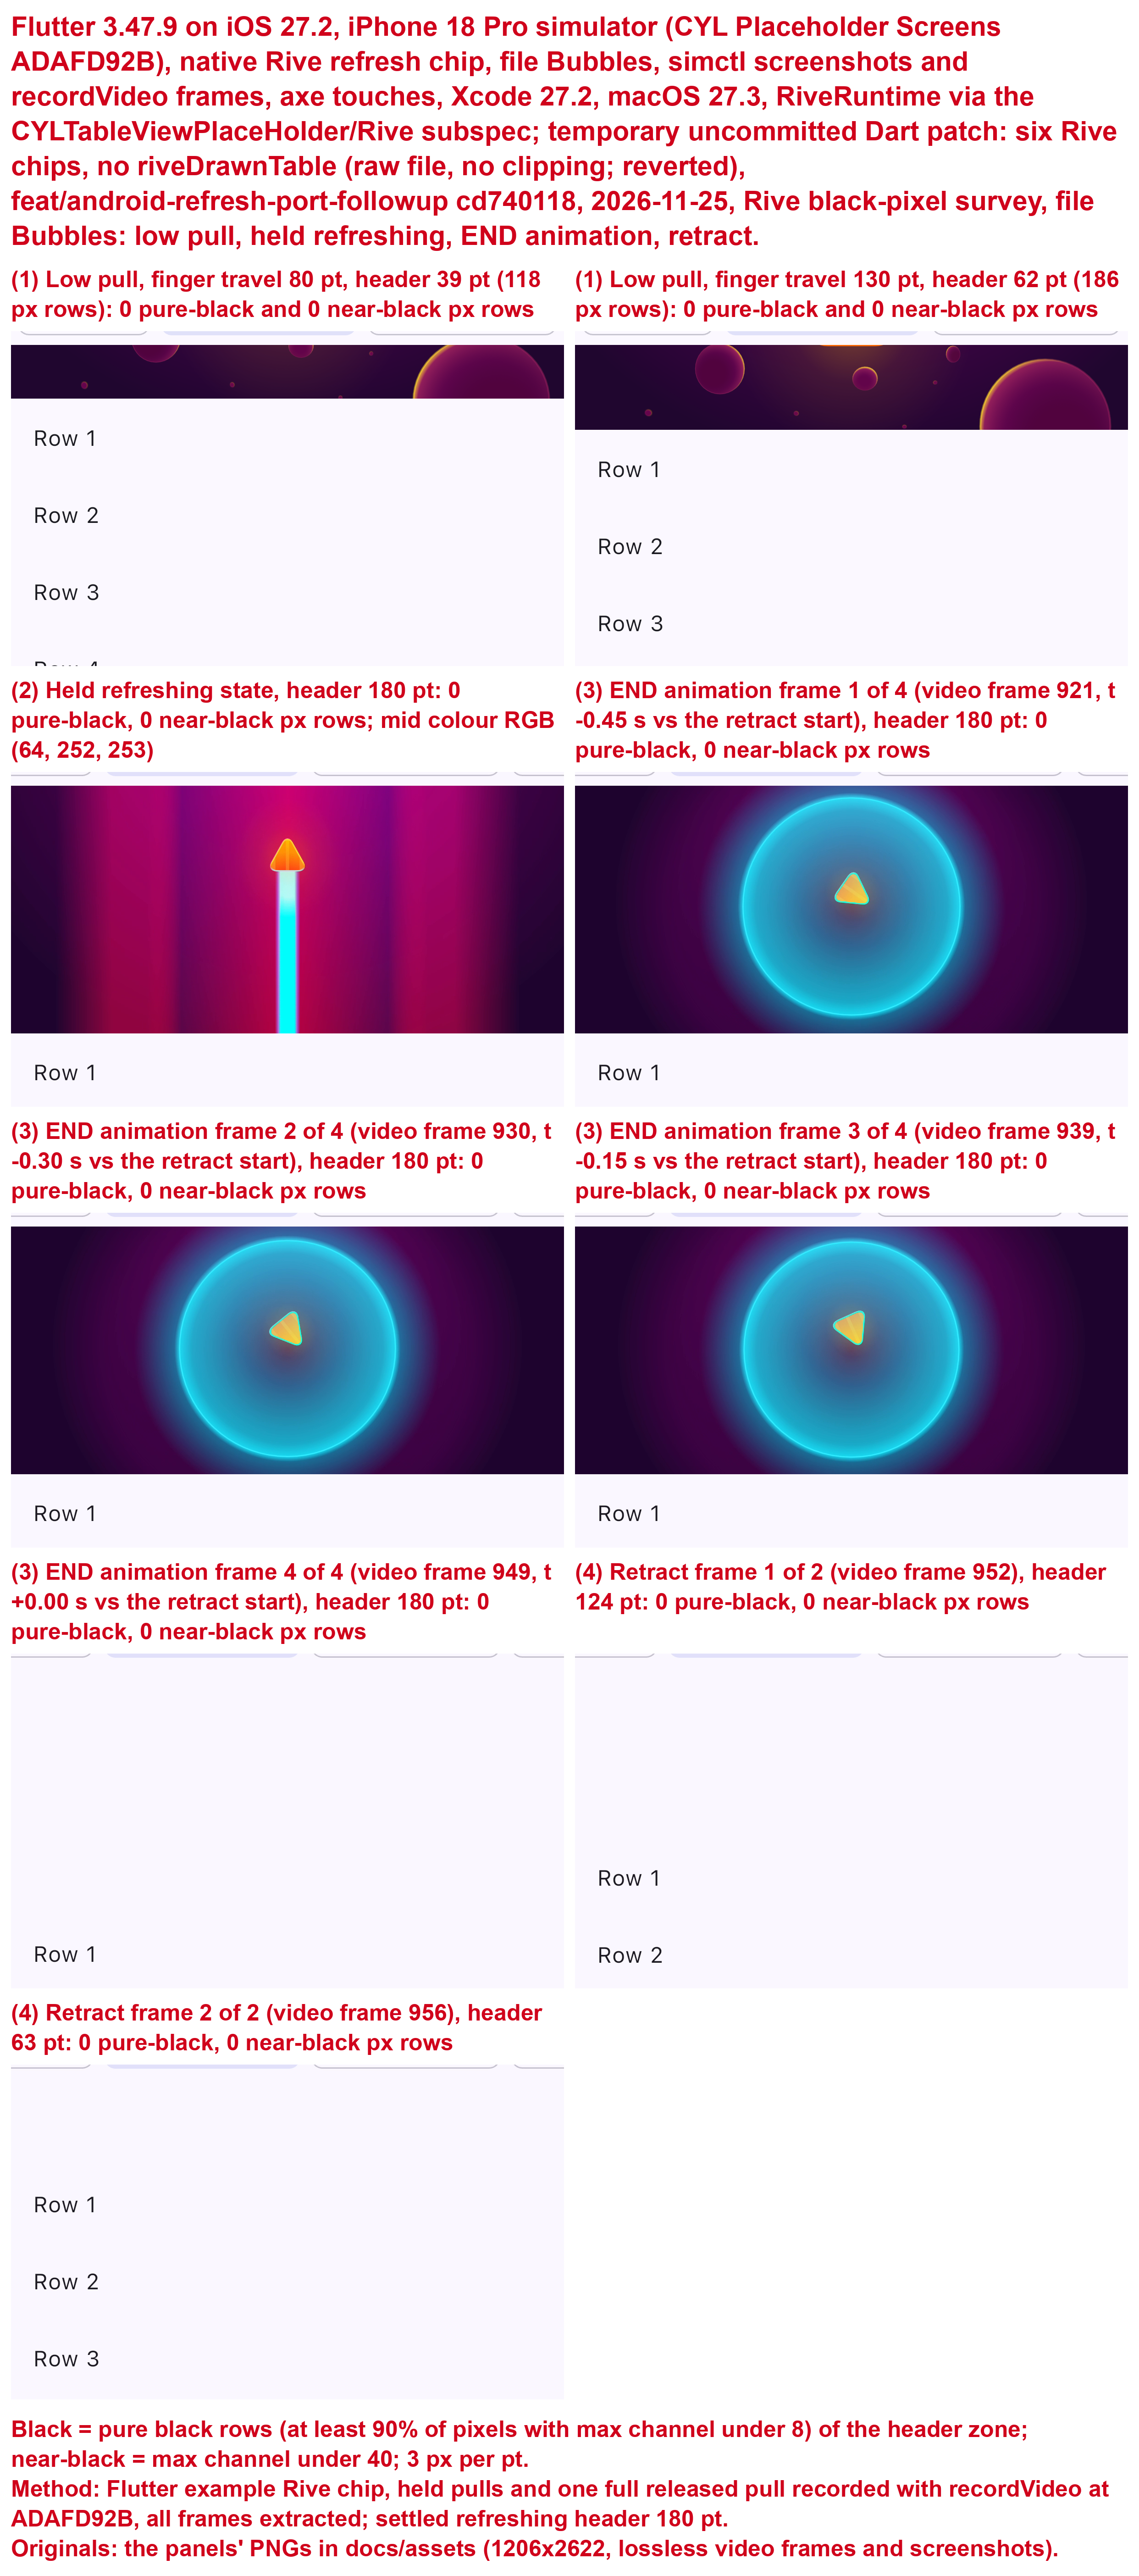 Flutter 3.47.9 on iOS 27.2, iPhone 18 Pro simulator (CYL Placeholder Screens
ADAFD92B), native Rive refresh chip, file Bubbles, simctl screenshots and
recordVideo frames, axe touches, Xcode 27.2, macOS 27.3, RiveRuntime via the
CYLTableViewPlaceHolder/Rive subspec; temporary uncommitted Dart patch: six Rive
chips, no riveDrawnTable (raw file, no clipping; reverted),
feat/android-refresh-port-followup cd740118, 2026-11-25, Rive black-pixel survey, file
Bubbles: low pull, held refreshing, END animation, retract.
(1) Low pull, finger travel 80 pt, header 39 pt (118
px rows): 0 pure-black and 0 near-black px rows
Row 1
Row 2
Row 3
Row 4
(1) Low pull, finger travel 130 pt, header 62 pt (186
px rows): 0 pure-black and 0 near-black px rows
Row 1
Row 2
Row 3
(2) Held refreshing state, header 180 pt: 0
pure-black, 0 near-black px rows; mid colour RGB
(64, 252, 253)
Row 1
(3) END animation frame 1 of 4 (video frame 921, t
-0.45 s vs the retract start), header 180 pt: 0
pure-black, 0 near-black px rows
Row 1
(3) END animation frame 2 of 4 (video frame 930, t
-0.30 s vs the retract start), header 180 pt: 0
pure-black, 0 near-black px rows
Row 1
(3) END animation frame 3 of 4 (video frame 939, t
-0.15 s vs the retract start), header 180 pt: 0
pure-black, 0 near-black px rows
Row 1
(3) END animation frame 4 of 4 (video frame 949, t
+0.00 s vs the retract start), header 180 pt: 0
pure-black, 0 near-black px rows
Row 1
(4) Retract frame 1 of 2 (video frame 952), header
124 pt: 0 pure-black, 0 near-black px rows
Row 1
Row 2
(4) Retract frame 2 of 2 (video frame 956), header
63 pt: 0 pure-black, 0 near-black px rows
Row 1
Row 2
Row 3
Black = pure black rows (at least 90% of pixels with max channel under 8) of the header zone;
near-black = max channel under 40; 3 px per pt.
Method: Flutter example Rive chip, held pulls and one full released pull recorded with recordVideo at
ADAFD92B, all frames extracted; settled refreshing header 180 pt.
Originals: the panels' PNGs in docs/assets (1206x2622, lossless video frames and screenshots).